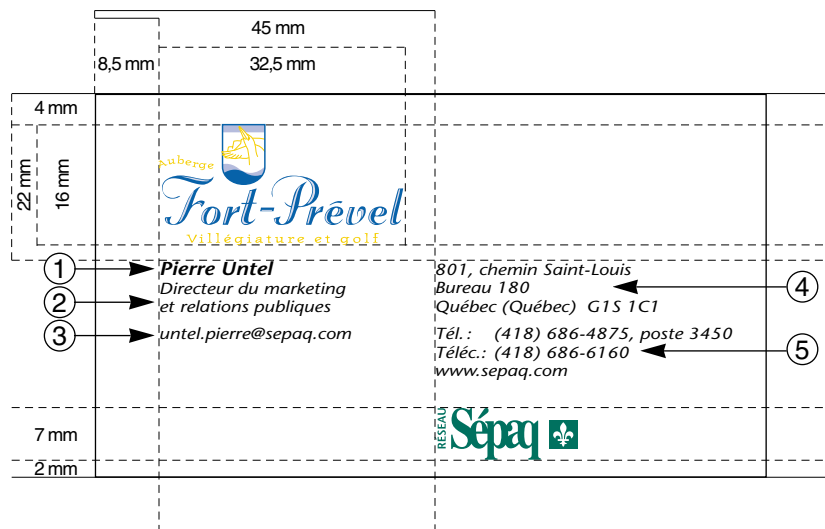 45 mm
8,5 mm
32,5 mm
4 mm
22 mm
16 mm
Auberge
Fort-Prével
Villégiature et golf
1
Pierre Untel
2
Directeur du marketing
et relations publiques
3
untel.pierre@sepaq.com
801, chemin Saint-Louis
Bureau 180
Québec (Québec) G1S 1C1
4
Tél.: (418) 686-4875, poste 3450
Téléc.: (418) 686-6160
5
www.sepaq.com
7 mm
RÉSEAU
Sépaq
2 mm